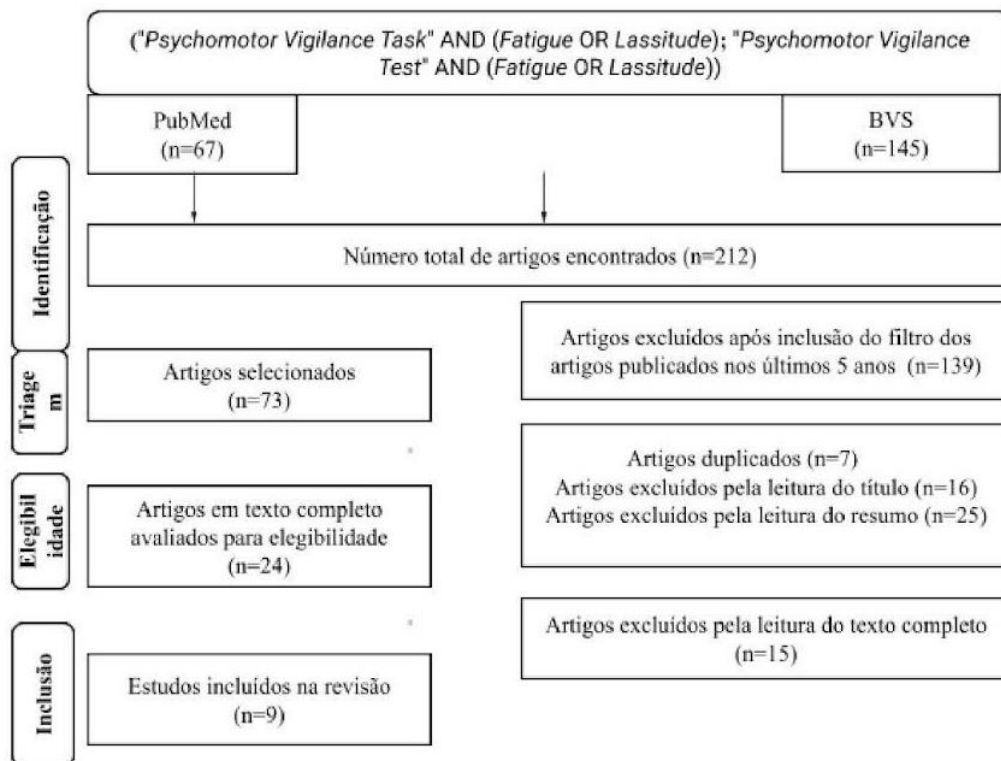 ("Psychomotor Vigilance Task" AND (Fatigue OR Lassitude); "Psychomotor Vigilance
Test" AND (Fatigue OR Lassitude))
PubMed
(n=67)
BVS
(n=145)
Identificação
Número total de artigos encontrados (n=212)
Artigos excluídos após inclusão do filtro dos
artigos publicados nos últimos 5 anos (n=139)
Triage
m
Artigos selecionados
(n=73)
Artigos duplicados (n=7)
Artigos excluídos pela leitura do título (n=16)
Artigos excluídos pela leitura do resumo (n=25)
Elegibil
idade
Artigos em texto completo
avaliados para elegibilidade
(n=24)
Artigos excluídos pela leitura do texto completo
(n=15)
Inclusão
Estudos incluídos na revisão
(n=9)